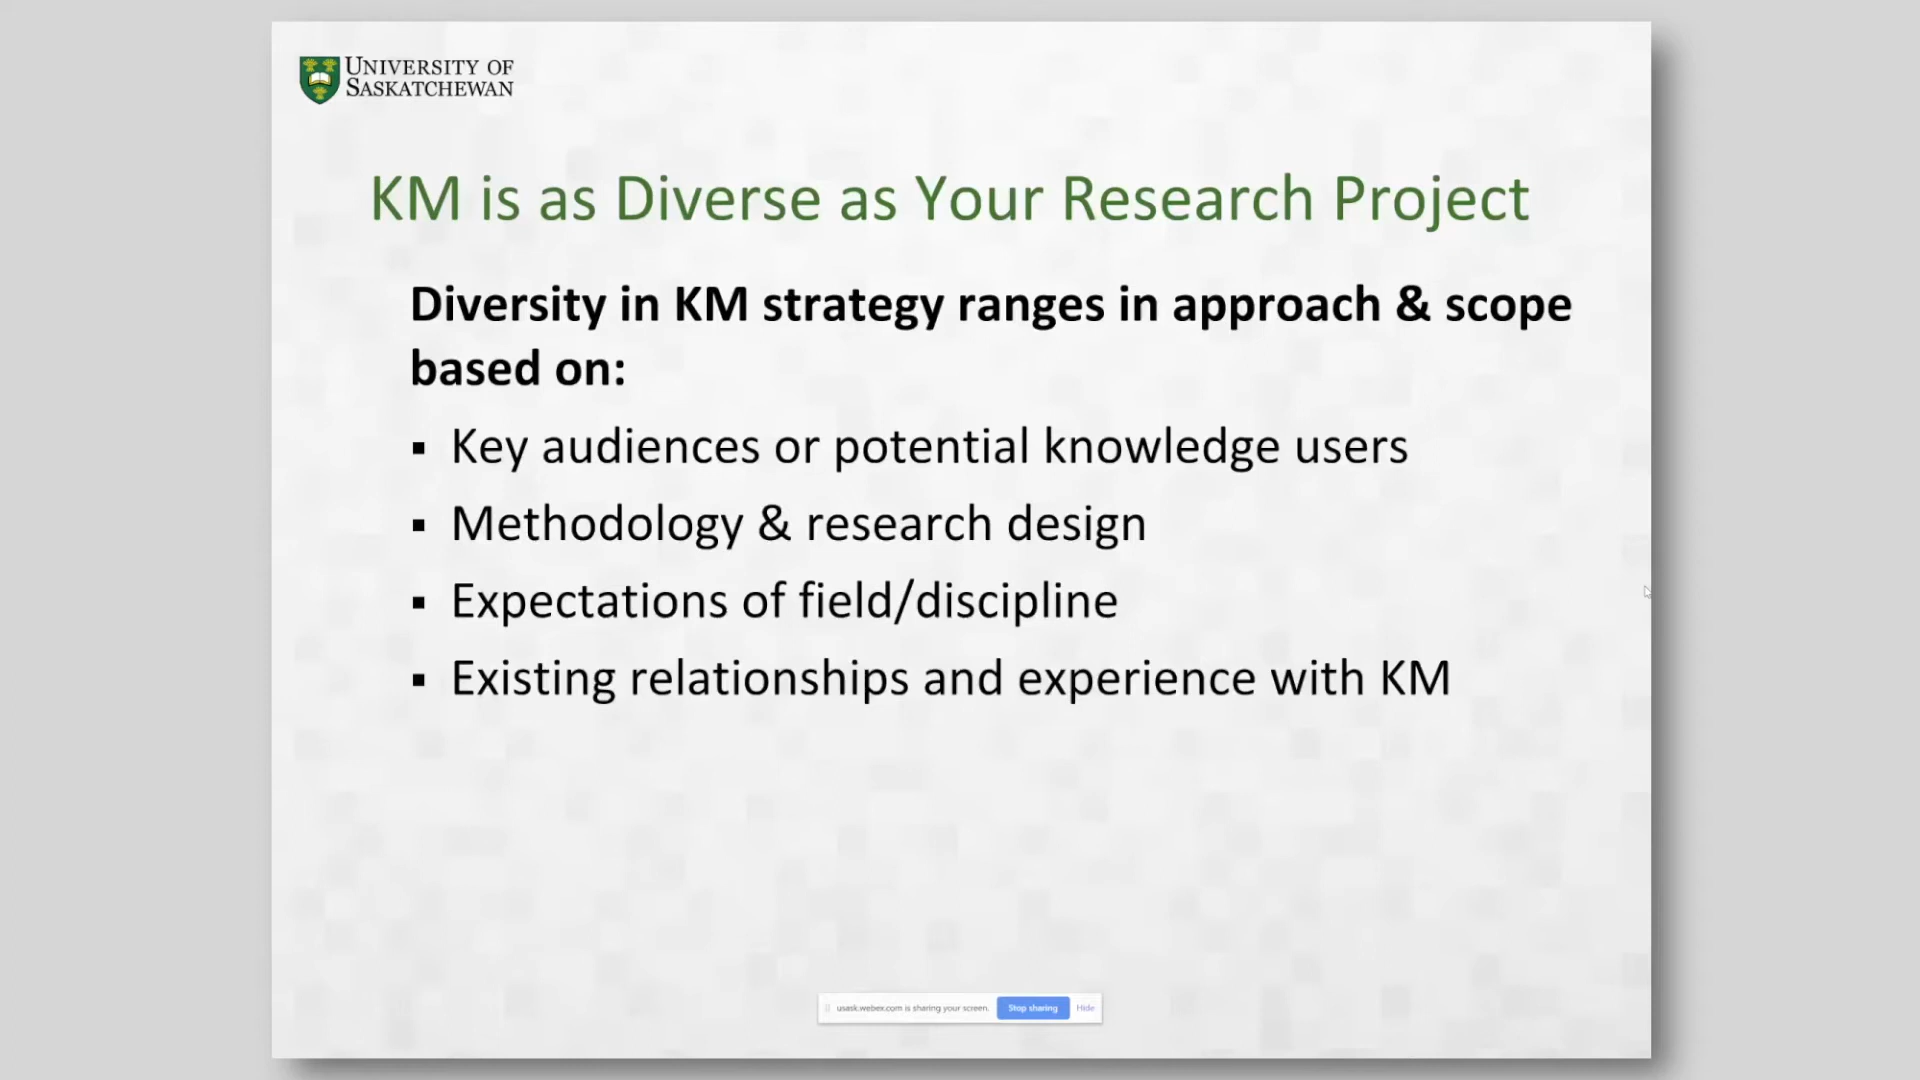 UNIVERSITY OF
SASKATCHEWAN
KM is as Diverse as Your Research Project
Diversity in KM strategy ranges in approach & scope
based on:
▪ Key audiences or potential knowledge users
▪ Methodology & research design
▪ Expectations of field/discipline
▪ Existing relationships and experience with KM
usask.webex.com is sharing your screen. Stop sharing Hide